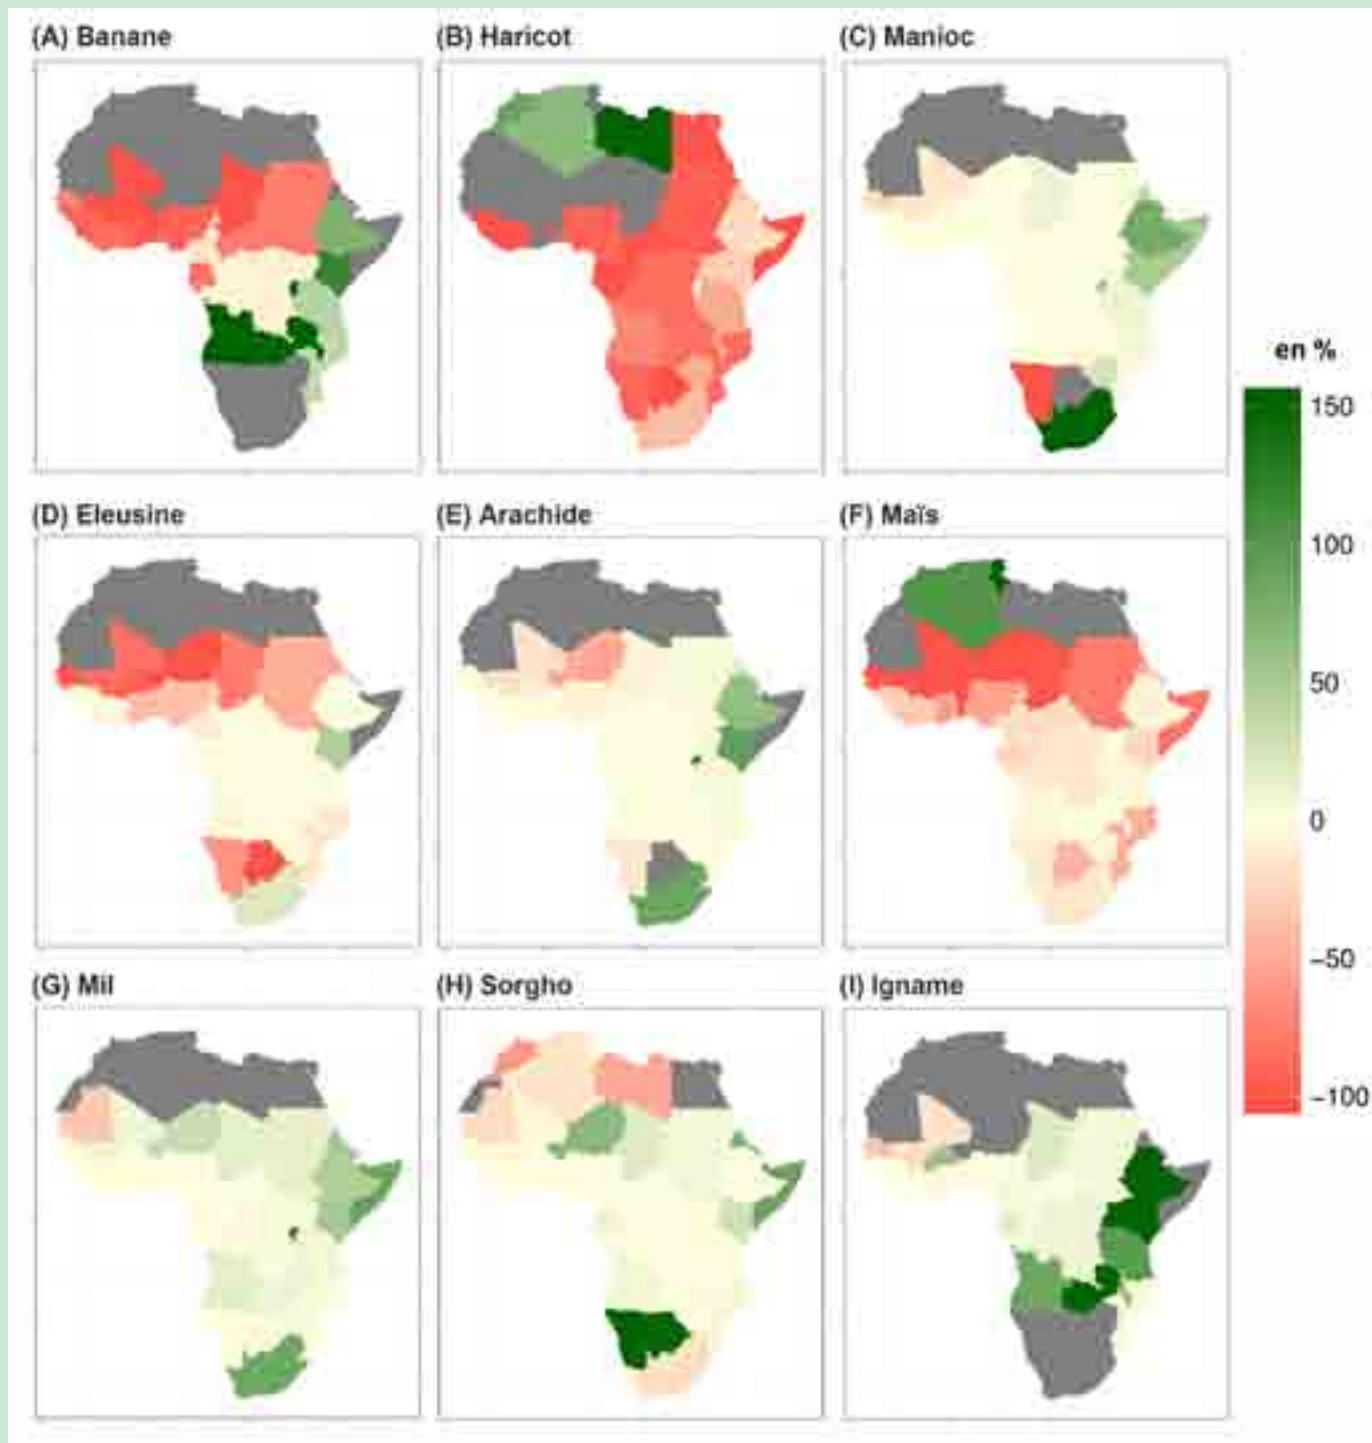 (A) Banane
(B) Haricot
(C) Manioc
(D) Eleusine
(E) Arachide
(F) Maïs
(G) Mil
(H) Sorgho
(I) Igname
en %
150
100
50
0
−50
−100